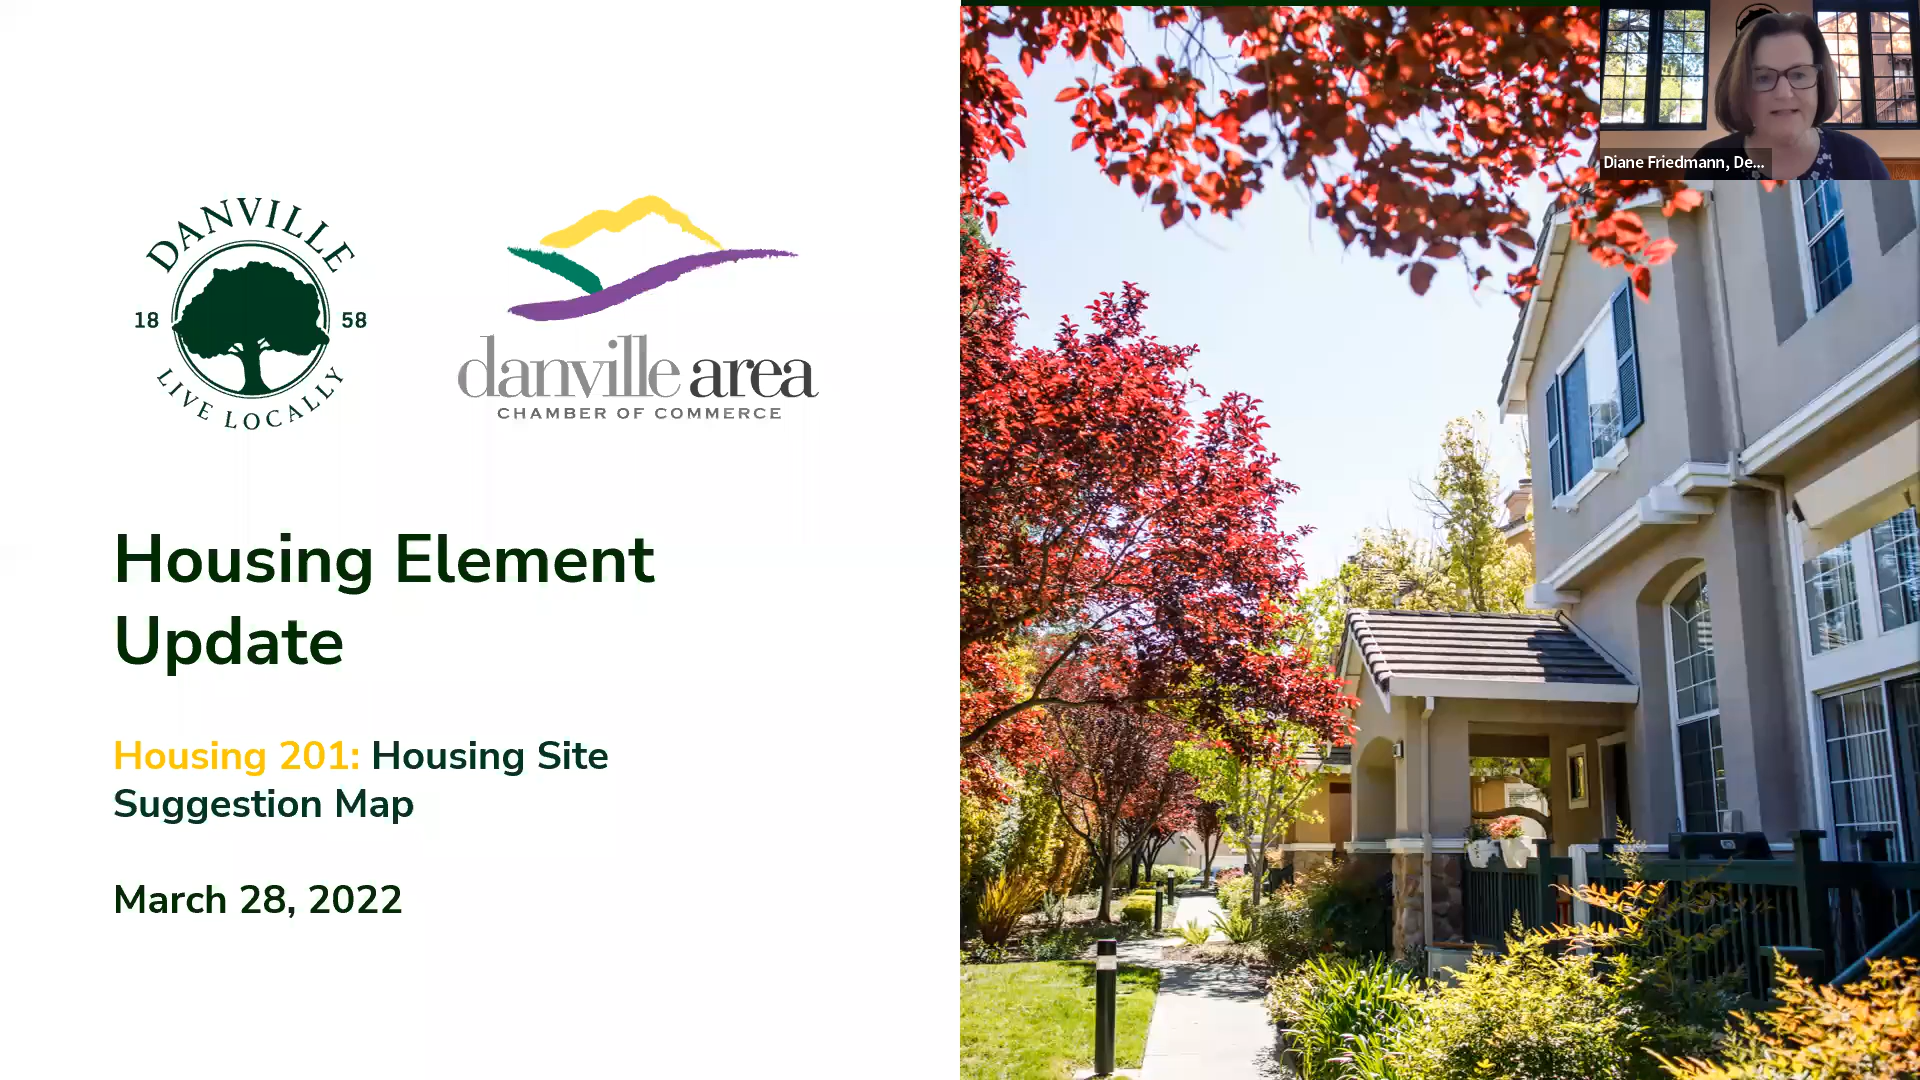 DANVILLE
18 58
LIVE LOCALLY
danville area
CHAMBER OF COMMERCE
Housing Element
Update
Housing 201: Housing Site
Suggestion Map
March 28, 2022
Diane Friedmann, De...